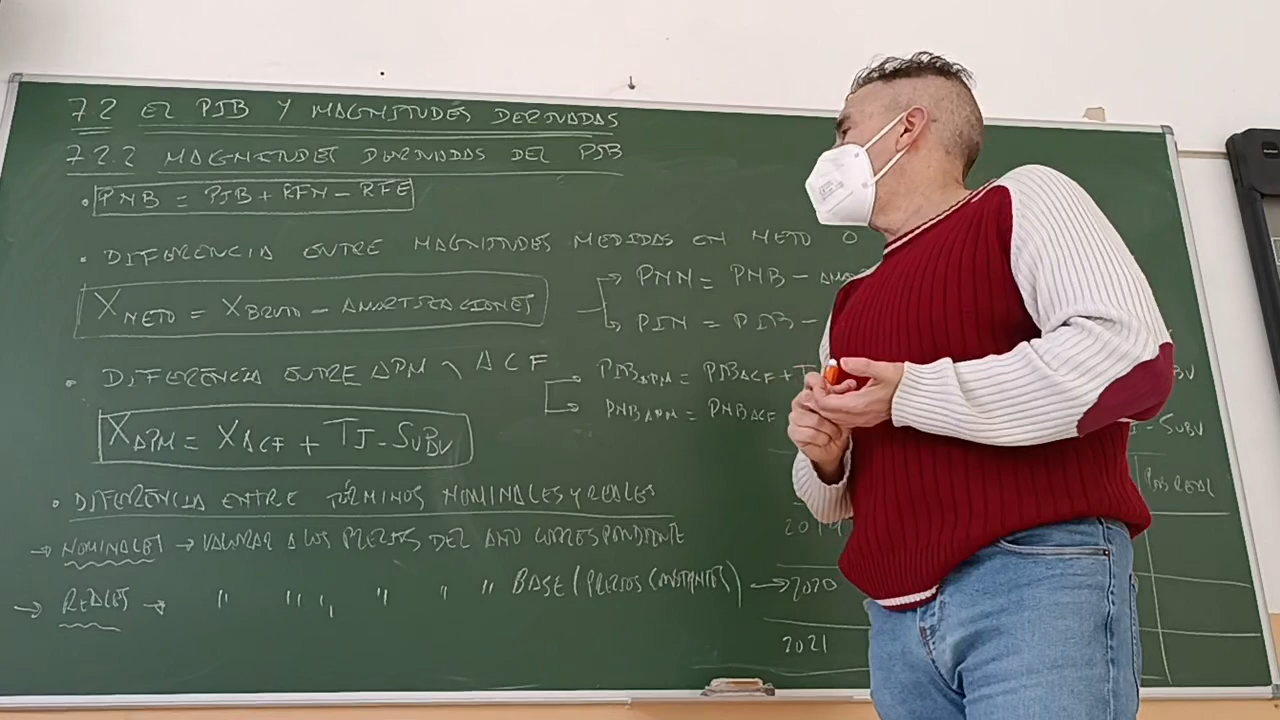 7.2 EL PIB Y MAGNITUDES DERIVADAS
7.2.2 MAGNITUDES DERIVADAS DEL PIB
· PNB = PIB + RFN - RFE
· DIFERENCIA ENTRE MAGNITUDES MEDIDAS EN NETO O
X NETO = X BRUTO - AMORTIZACIONES
PNN = PNB - AMO
PIN = PIB -
· DIFERENCIA ENTRE APM Y ACF
PIB APM = PIB ACF + T
BV
PNB APM = PNB ACF
I - SUBV
X APM = X ACF + TI - SUBV
· DIFERENCIA ENTRE TÉRMINOS NOMINALES Y REALES
PIB REAL
→ NOMINALES → VALORAR A LOS PRECIOS DEL AÑO CORRESPONDIENTE
2019
→ REALES → " " " " " " BASE (PRECIOS CONSTANTES) → 2020
2021